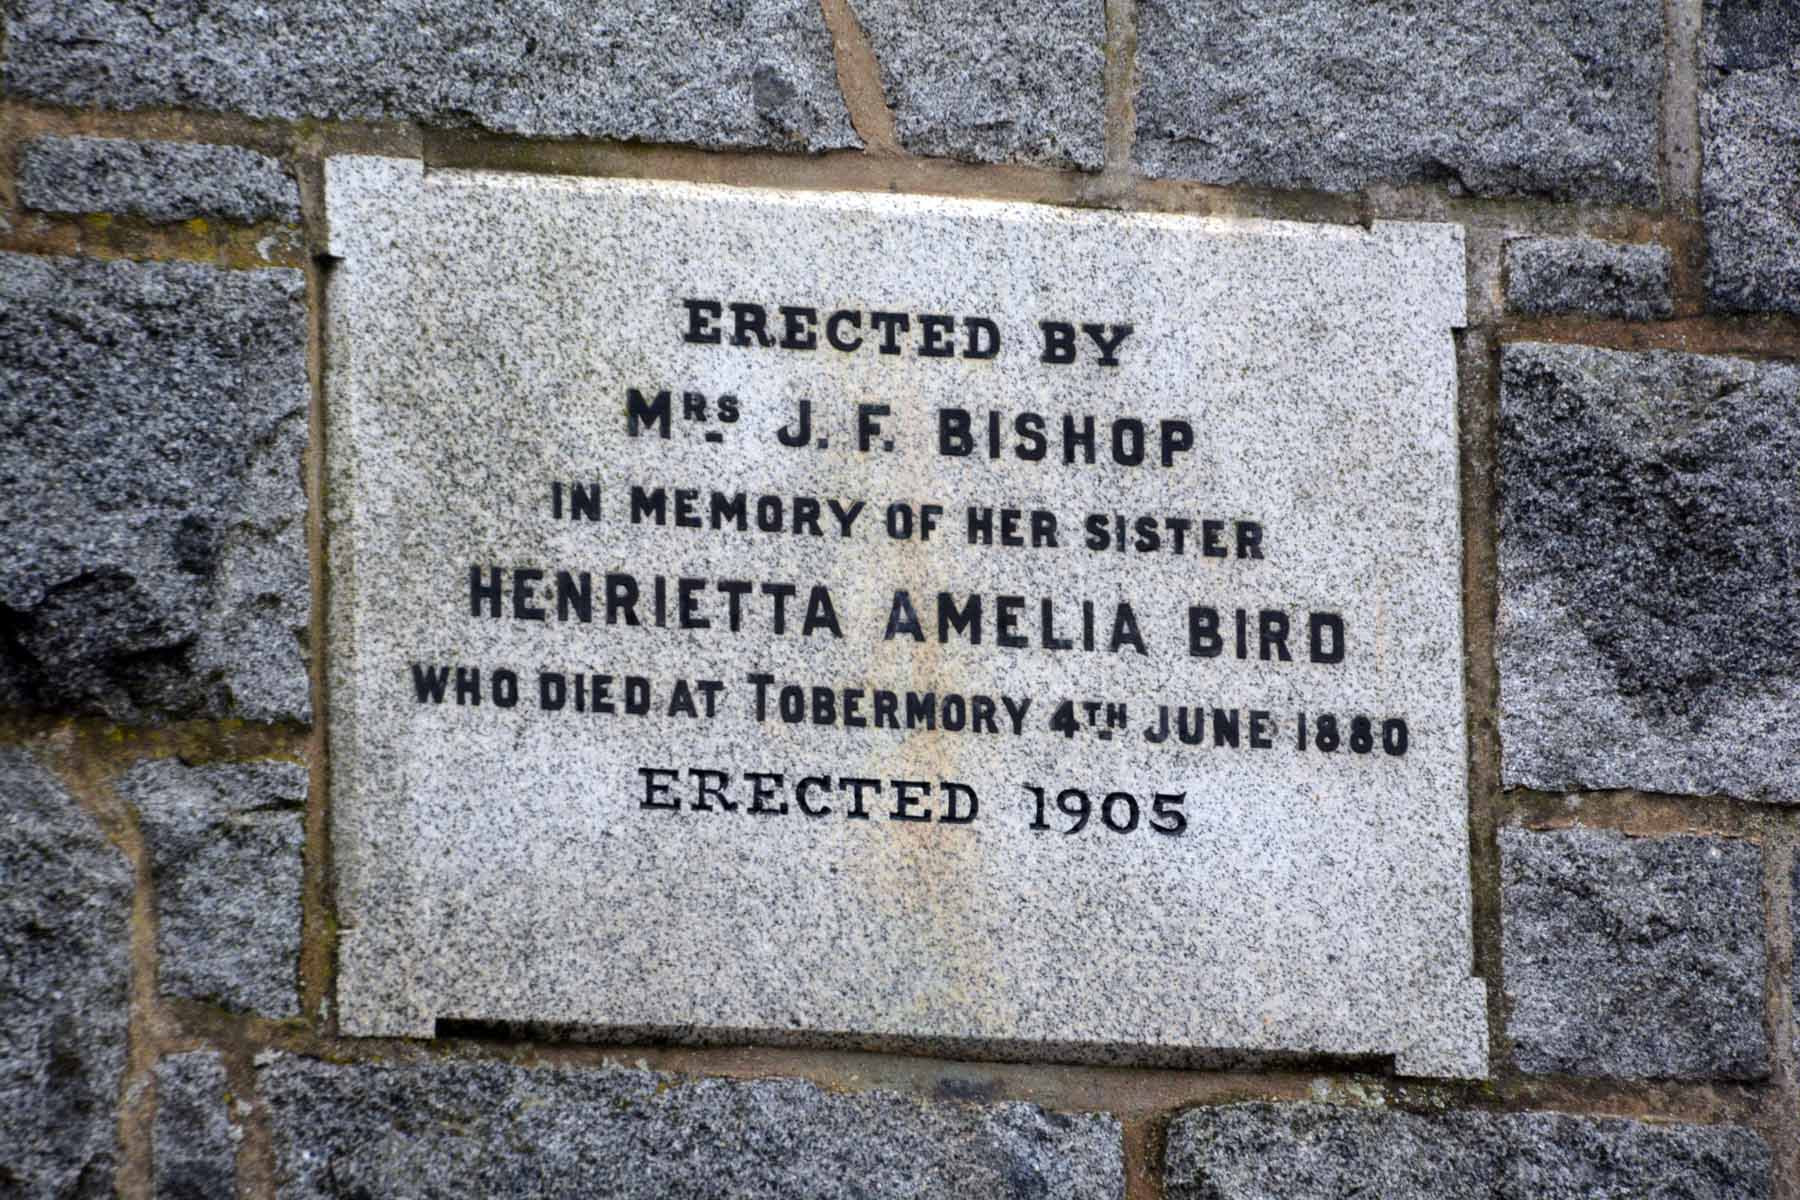 ERECTED BY
MRS J. F. BISHOP
IN MEMORY OF HER SISTER
HENRIETTA AMELIA BIRD
WHO DIED AT TOBERMORY 4TH JUNE 1880
ERECTED 1905